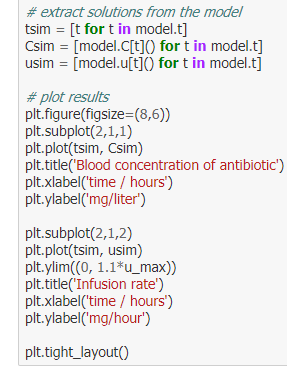 # extract solutions from the model
tsim = [t for t in model.t]
Csim = [model.C[t]() for t in model.t]
usim = [model.u[t]() for t in model.t]
# plot results
plt.figure(figsize=(8,6))
plt.subplot(2,1,1)
plt.plot(tsim, Csim)
plt.title('Blood concentration of antibiotic')
plt.xlabel('time / hours')
plt.ylabel('mg/liter')
plt.subplot(2,1,2)
plt.plot(tsim, usim)
plt.ylim((0, 1.1*u_max))
plt.title('Infusion rate')
plt.xlabel('time / hours')
plt.ylabel('mg/hour')
plt.tight_layout()